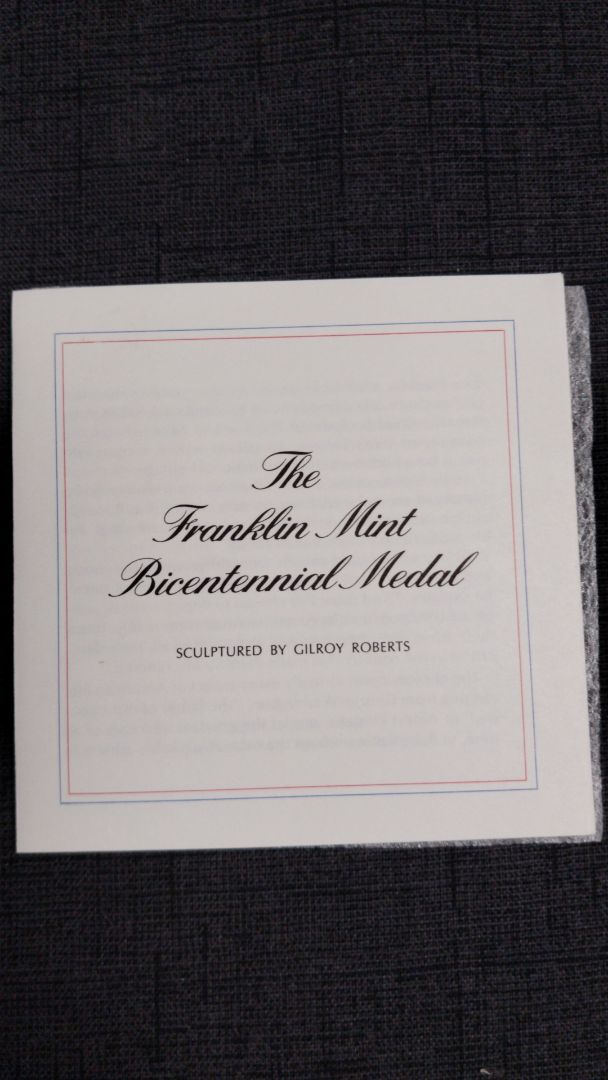 The
Franklin Mint
Bicentennial Medal
SCULPTURED BY GILROY ROBERTS